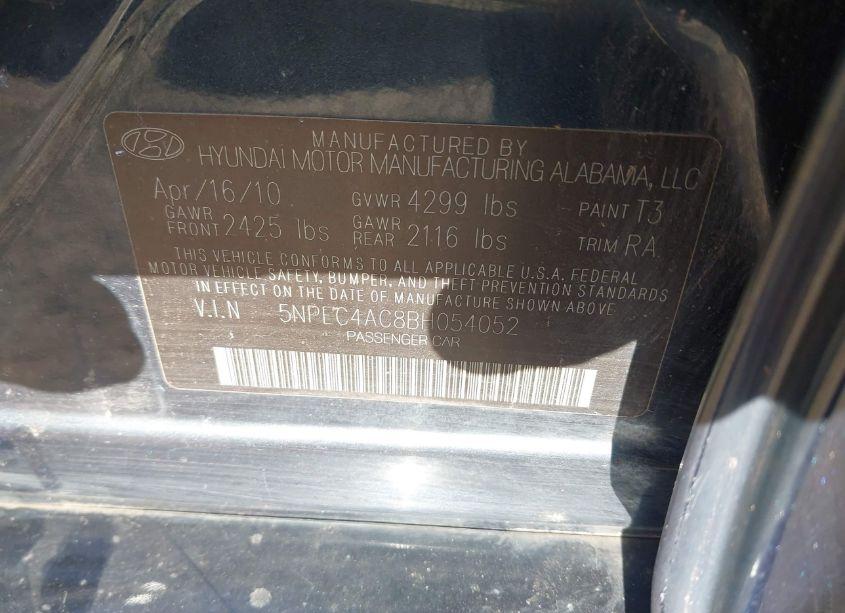 MANUFACTURED BY
HYUNDAI MOTOR MANUFACTURING ALABAMA, LLC
Apr/16/10 GVWR 4299 lbs PAINT T3
GAWR FRONT 2425 lbs GAWR REAR 2116 lbs TRIM RA
THIS VEHICLE CONFORMS TO ALL APPLICABLE U.S.A. FEDERAL
MOTOR VEHICLE SAFETY, BUMPER, AND THEFT PREVENTION STANDARDS
IN EFFECT ON THE DATE OF MANUFACTURE SHOWN ABOVE
V.I.N 5NPEC4AC8BH054052
PASSENGER CAR